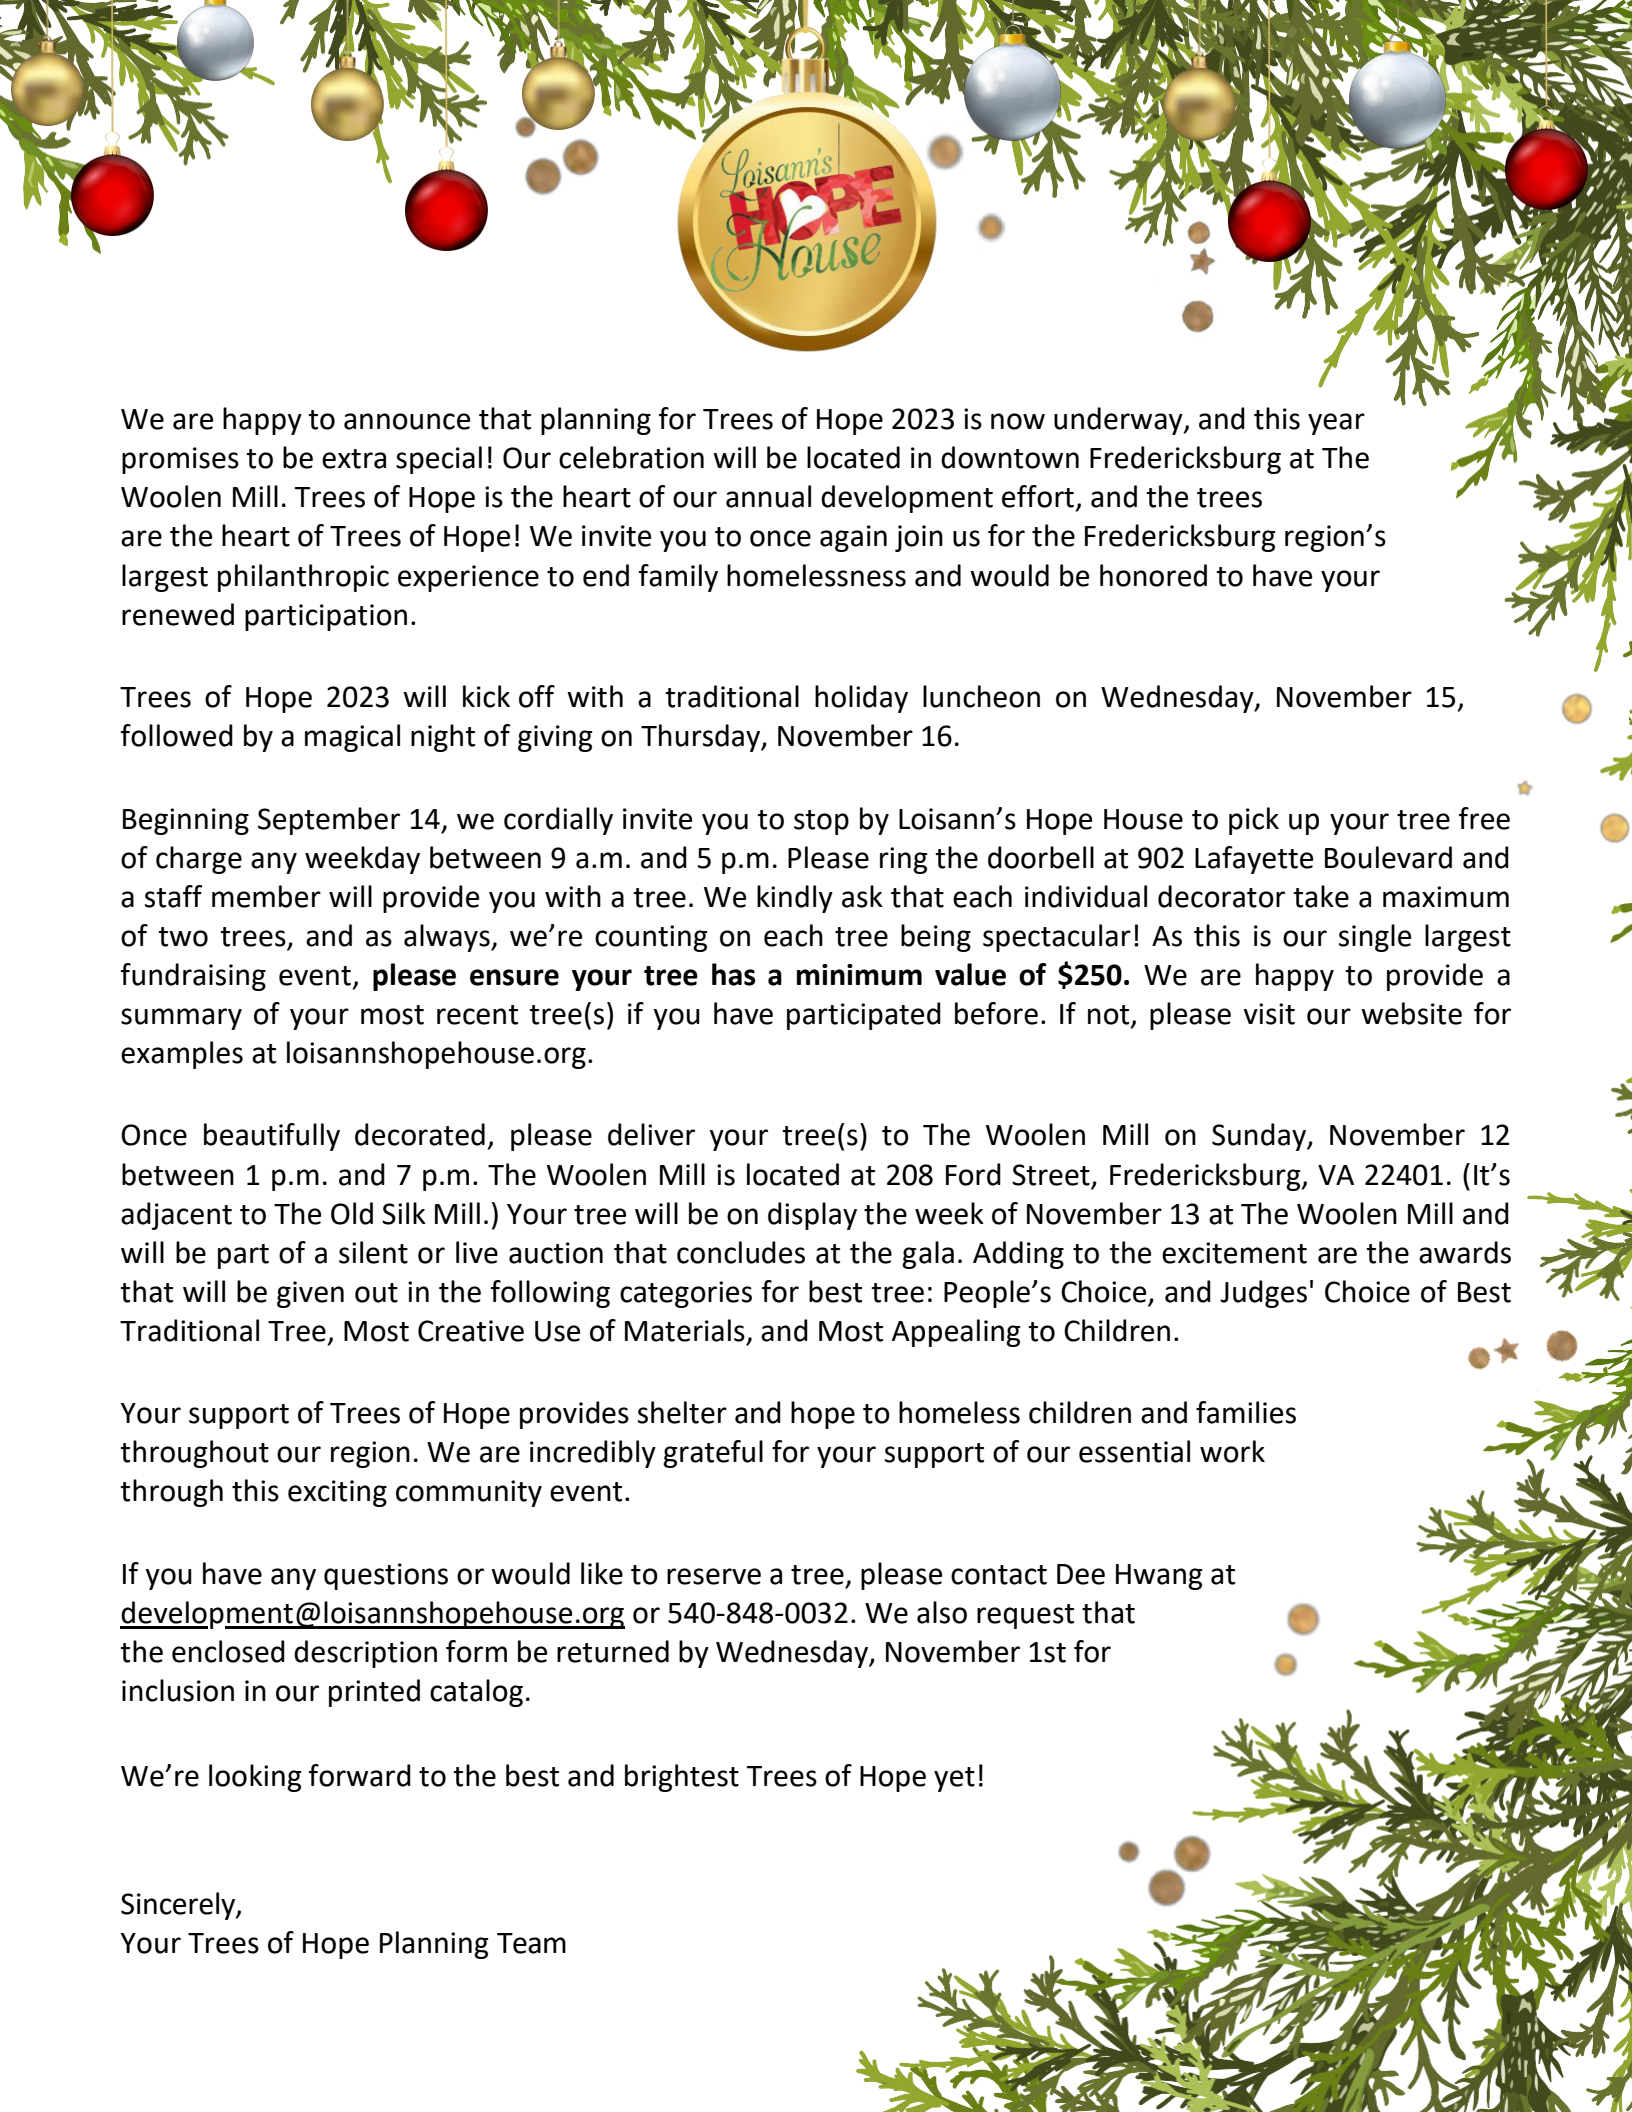 Loisann's
HOPE
House
We are happy to announce that planning for Trees of Hope 2023 is now underway, and this year
promises to be extra special! Our celebration will be located in downtown Fredericksburg at The
Woolen Mill. Trees of Hope is the heart of our annual development effort, and the trees
are the heart of Trees of Hope! We invite you to once again join us for the Fredericksburg region’s
largest philanthropic experience to end family homelessness and would be honored to have your
renewed participation.
Trees of Hope 2023 will kick off with a traditional holiday luncheon on Wednesday, November 15,
followed by a magical night of giving on Thursday, November 16.
Beginning September 14, we cordially invite you to stop by Loisann’s Hope House to pick up your tree free
of charge any weekday between 9 a.m. and 5 p.m. Please ring the doorbell at 902 Lafayette Boulevard and
a staff member will provide you with a tree. We kindly ask that each individual decorator take a maximum
of two trees, and as always, we’re counting on each tree being spectacular! As this is our single largest
fundraising event, please ensure your tree has a minimum value of $250. We are happy to provide a
summary of your most recent tree(s) if you have participated before. If not, please visit our website for
examples at loisannshopehouse.org.
Once beautifully decorated, please deliver your tree(s) to The Woolen Mill on Sunday, November 12
between 1 p.m. and 7 p.m. The Woolen Mill is located at 208 Ford Street, Fredericksburg, VA 22401. (It’s
adjacent to The Old Silk Mill.) Your tree will be on display the week of November 13 at The Woolen Mill and
will be part of a silent or live auction that concludes at the gala. Adding to the excitement are the awards
that will be given out in the following categories for best tree: People’s Choice, and Judges' Choice of Best
Traditional Tree, Most Creative Use of Materials, and Most Appealing to Children.
Your support of Trees of Hope provides shelter and hope to homeless children and families
throughout our region. We are incredibly grateful for your support of our essential work
through this exciting community event.
If you have any questions or would like to reserve a tree, please contact Dee Hwang at
development@loisannshopehouse.org or 540-848-0032. We also request that
the enclosed description form be returned by Wednesday, November 1st for
inclusion in our printed catalog.
We’re looking forward to the best and brightest Trees of Hope yet!
Sincerely,
Your Trees of Hope Planning Team